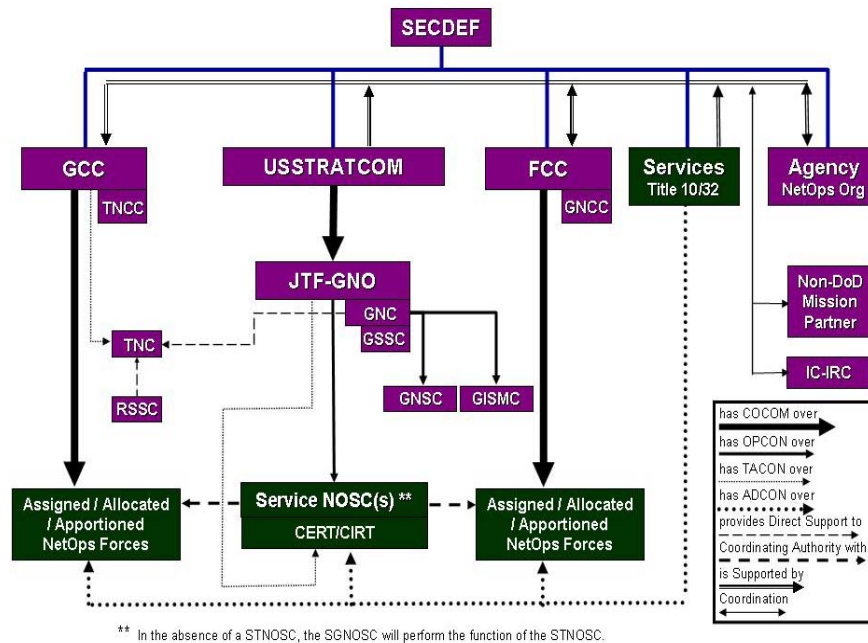 SECDEF
GCC
TNCC
USSTRATCOM
FCC
GNCC
Services
Title 10/32
Agency
NetOps Org
JTF-GNO
GNC
GSSC
Non-DoD
Mission
Partner
TNC
RSSC
GNSC
GISMC
IC-IRC
Assigned / Allocated
/ Apportioned
NetOps Forces
Service NOSC(s) **
CERT/CIRT
Assigned / Allocated
/ Apportioned
NetOps Forces
has COCOM over
has OPCON over
has TACON over
has ADCON over
provides Direct Support to
Coordinating Authority with
is Supported by
Coordination
** In the absence of a STNOSC, the SGNOSC will perform the function of the STNOSC.